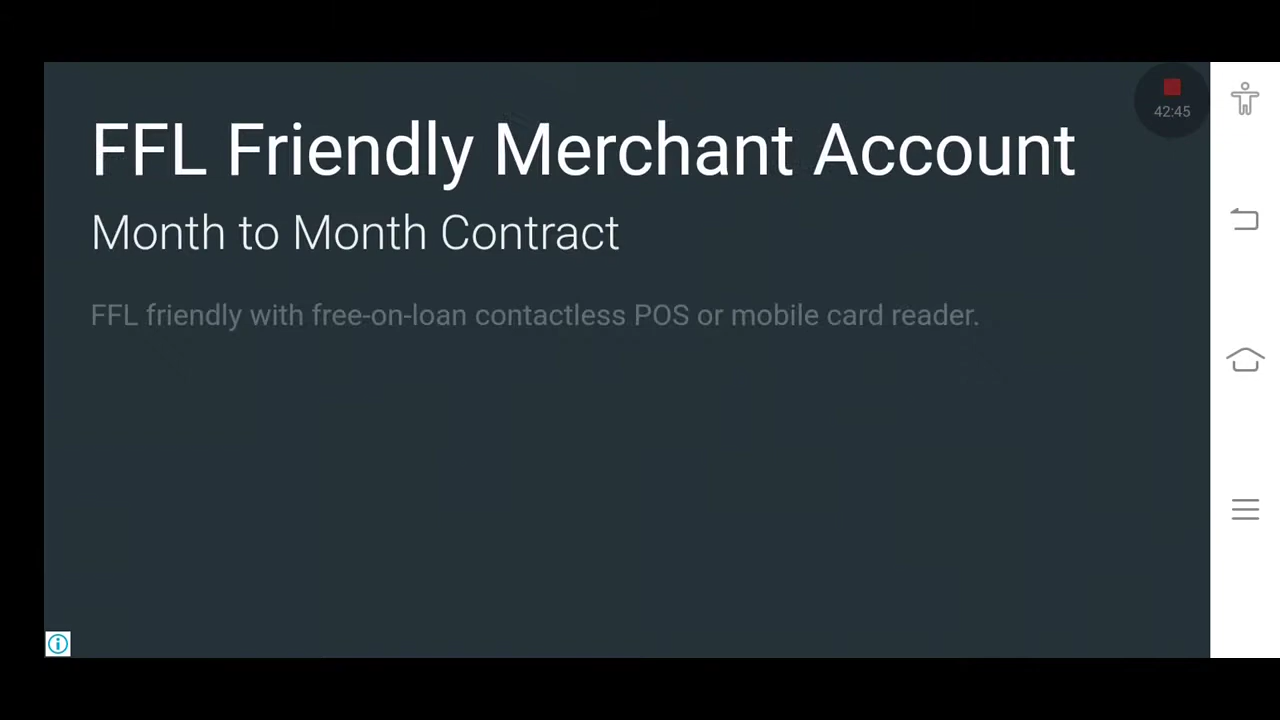 FFL Friendly Merchant Account
42:45
Month to Month Contract
FFL friendly with free-on-loan contactless POS or mobile card reader.